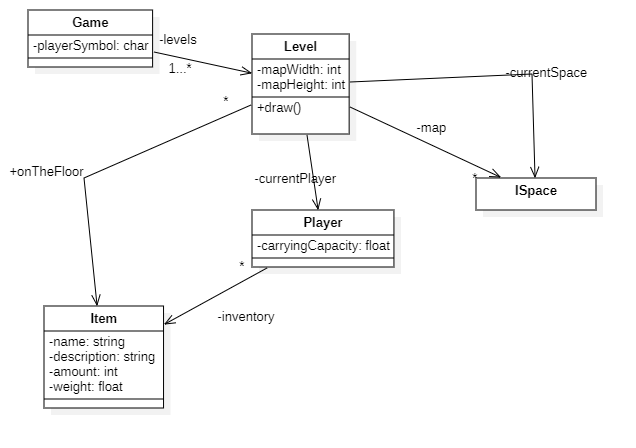 Game
-playerSymbol: char
-levels
1...*
Level
-mapWidth: int
-mapHeight: int
+draw()
-currentSpace
*
-map
+onTheFloor
-currentPlayer
*
ISpace
Player
-carryingCapacity: float
*
-inventory
Item
-name: string
-description: string
-amount: int
-weight: float